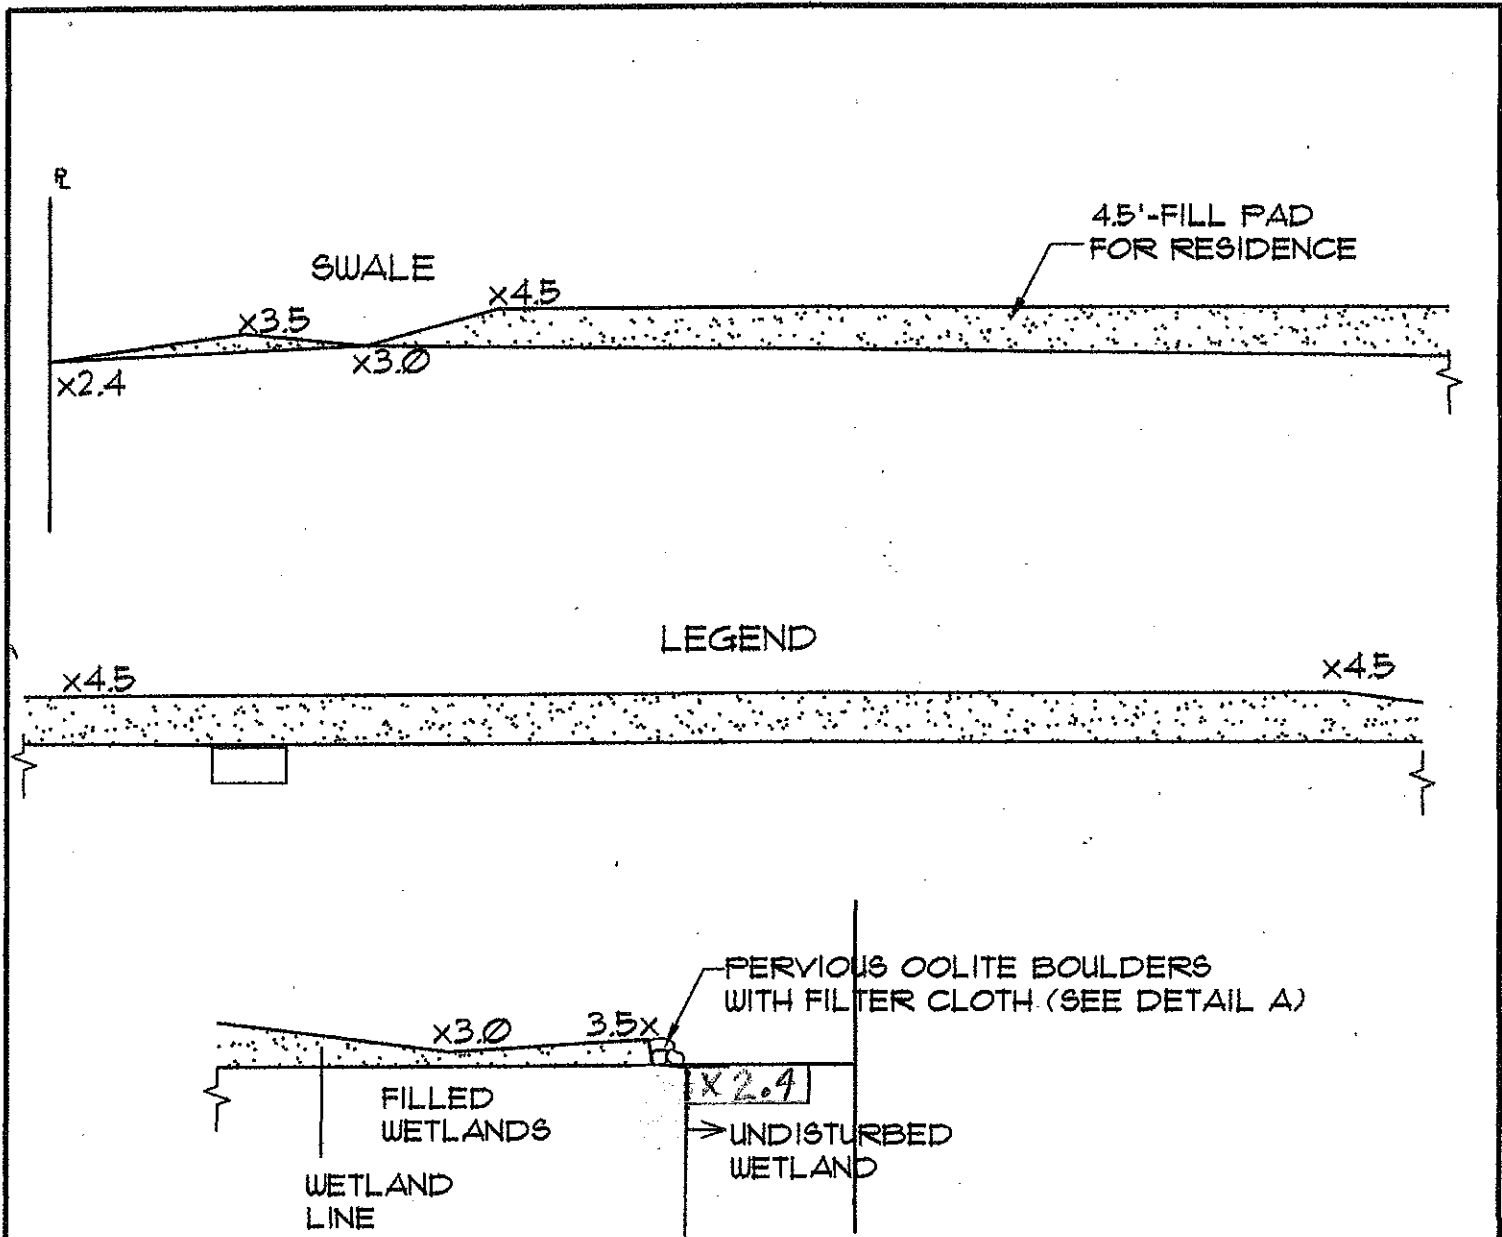 ℄
4.5'-FILL PAD
FOR RESIDENCE
SWALE
x4.5
x3.5
x3.0
x2.4
LEGEND
x4.5
x4.5
PERVIOUS OOLITE BOULDERS
WITH FILTER CLOTH (SEE DETAIL A)
x3.0
3.5x
X 2.4
FILLED
WETLANDS
UNDISTURBED
WETLAND
WETLAND
LINE